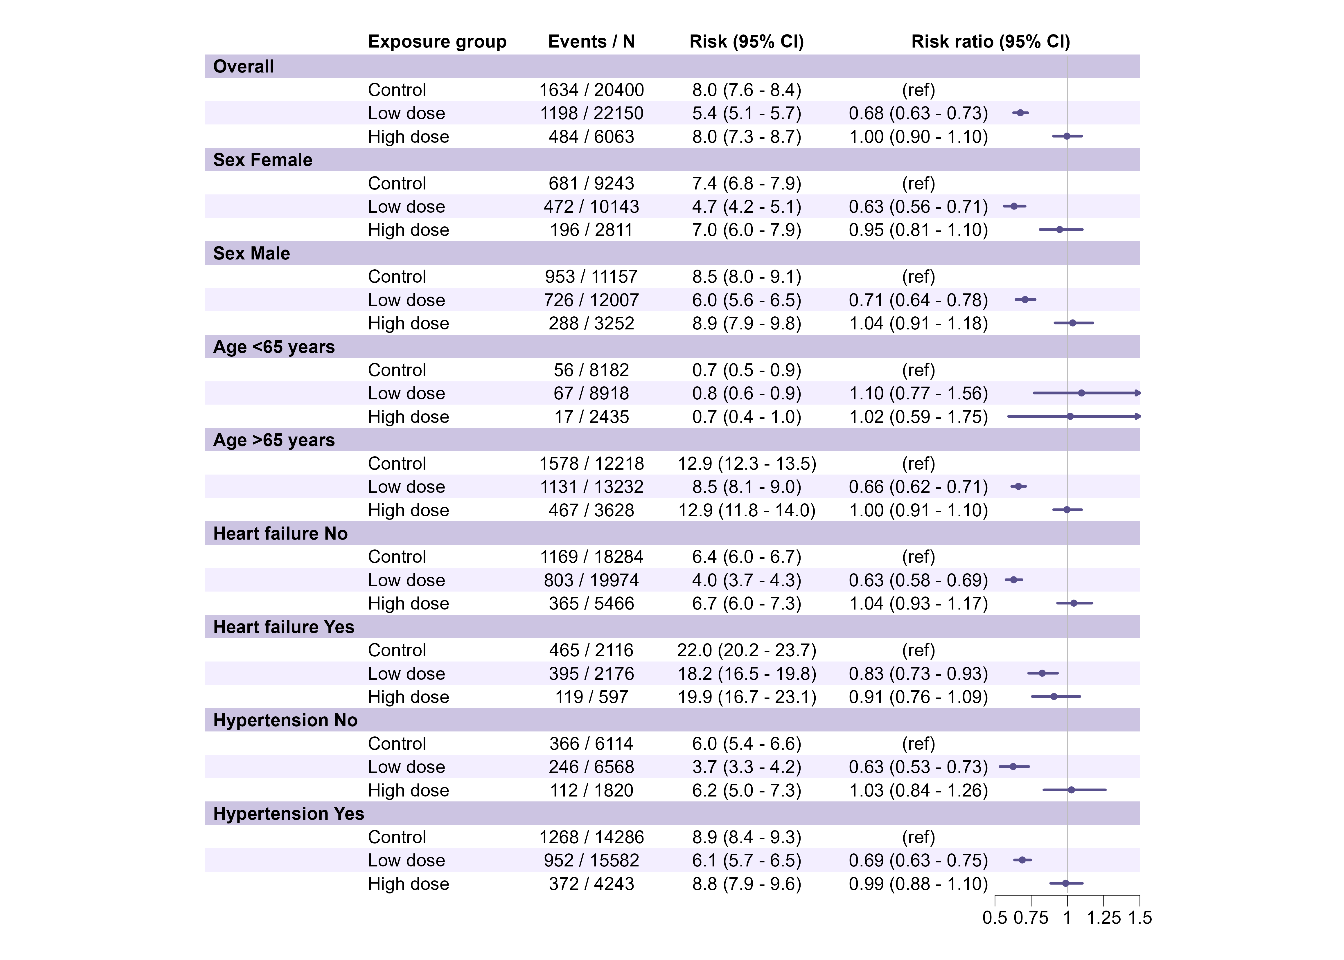 Exposure group Events / N Risk (95% CI) Risk ratio (95% CI)
Overall
Control 1634 / 20400 8.0 (7.6 - 8.4) (ref)
Low dose 1198 / 22150 5.4 (5.1 - 5.7) 0.68 (0.63 - 0.73)
High dose 484 / 6063 8.0 (7.3 - 8.7) 1.00 (0.90 - 1.10)
Sex Female
Control 681 / 9243 7.4 (6.8 - 7.9) (ref)
Low dose 472 / 10143 4.7 (4.2 - 5.1) 0.63 (0.56 - 0.71)
High dose 196 / 2811 7.0 (6.0 - 7.9) 0.95 (0.81 - 1.10)
Sex Male
Control 953 / 11157 8.5 (8.0 - 9.1) (ref)
Low dose 726 / 12007 6.0 (5.6 - 6.5) 0.71 (0.64 - 0.78)
High dose 288 / 3252 8.9 (7.9 - 9.8) 1.04 (0.91 - 1.18)
Age <65 years
Control 56 / 8182 0.7 (0.5 - 0.9) (ref)
Low dose 67 / 8918 0.8 (0.6 - 0.9) 1.10 (0.77 - 1.56)
High dose 17 / 2435 0.7 (0.4 - 1.0) 1.02 (0.59 - 1.75)
Age >65 years
Control 1578 / 12218 12.9 (12.3 - 13.5) (ref)
Low dose 1131 / 13232 8.5 (8.1 - 9.0) 0.66 (0.62 - 0.71)
High dose 467 / 3628 12.9 (11.8 - 14.0) 1.00 (0.91 - 1.10)
Heart failure No
Control 1169 / 18284 6.4 (6.0 - 6.7) (ref)
Low dose 803 / 19974 4.0 (3.7 - 4.3) 0.63 (0.58 - 0.69)
High dose 365 / 5466 6.7 (6.0 - 7.3) 1.04 (0.93 - 1.17)
Heart failure Yes
Control 465 / 2116 22.0 (20.2 - 23.7) (ref)
Low dose 395 / 2176 18.2 (16.5 - 19.8) 0.83 (0.73 - 0.93)
High dose 119 / 597 19.9 (16.7 - 23.1) 0.91 (0.76 - 1.09)
Hypertension No
Control 366 / 6114 6.0 (5.4 - 6.6) (ref)
Low dose 246 / 6568 3.7 (3.3 - 4.2) 0.63 (0.53 - 0.73)
High dose 112 / 1820 6.2 (5.0 - 7.3) 1.03 (0.84 - 1.26)
Hypertension Yes
Control 1268 / 14286 8.9 (8.4 - 9.3) (ref)
Low dose 952 / 15582 6.1 (5.7 - 6.5) 0.69 (0.63 - 0.75)
High dose 372 / 4243 8.8 (7.9 - 9.6) 0.99 (0.88 - 1.10)
0.5 0.75 1 1.25 1.5